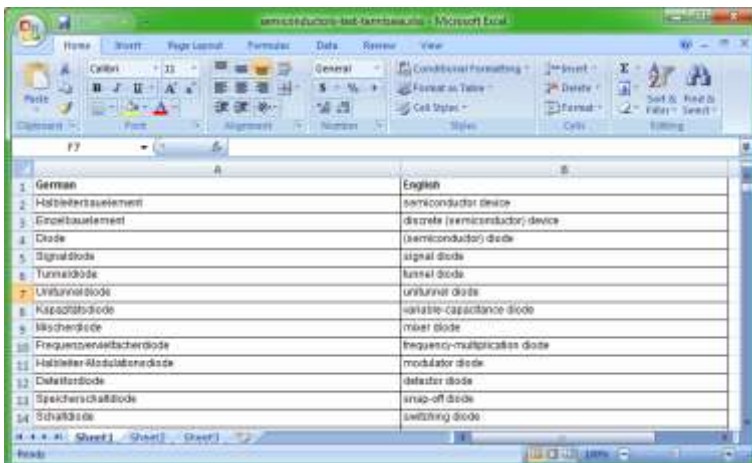 semiconductors-test-termbase.xlsx - Microsoft Excel
Home Insert Page Layout Formulas Data Review View
Calibri 11 General Conditional Formatting Insert
Paste B I U A A $ % , Format as Table Delete
Cell Styles Format Sort & Filter Find & Select
Clipboard Font Alignment Number Styles Cells Editing
F7 fx
A B
1 German English
2 Halbleiterbauelement semiconductor device
3 Einzelbauelement discrete (semiconductor) device
4 Diode (semiconductor) diode
5 Signaldiode signal diode
6 Tunneldiode tunnel diode
7 Unitunneldiode unitunnel diode
8 Kapazitätsdiode variable-capacitance diode
9 Mischerdiode mixer diode
10 Frequenzvervielfacherdiode frequency-multiplication diode
11 Halbleiter-Modulationsdiode modulator diode
12 Detektordiode detector diode
13 Speicherschaltdiode snap-off diode
14 Schaltdiode switching diode
Sheet1 Sheet2 Sheet3
Ready 100%